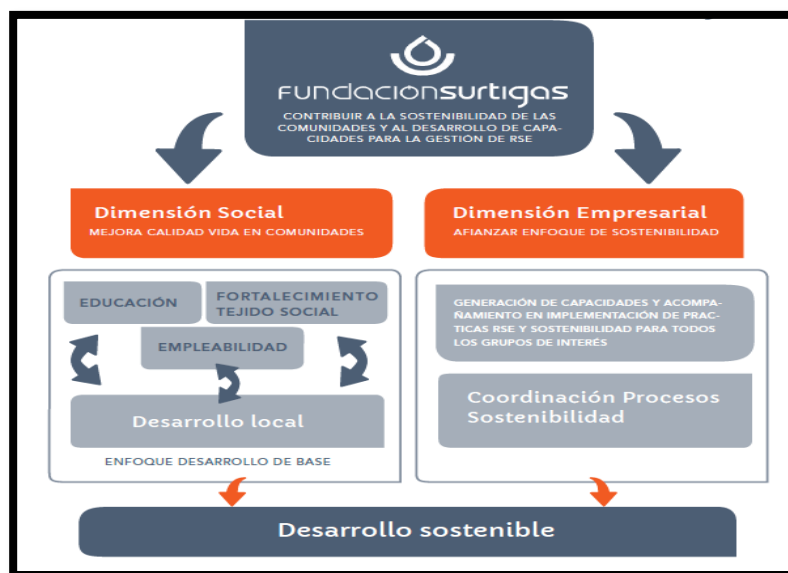 FUNDACIÓNSURTIGAS
CONTRIBUIR A LA SOSTENIBILIDAD DE LAS
COMUNIDADES Y AL DESARROLLO DE CAPA-
CIDADES PARA LA GESTIÓN DE RSE
Dimensión Social
MEJORA CALIDAD VIDA EN COMUNIDADES
EDUCACIÓN
FORTALECIMIENTO
TEJIDO SOCIAL
EMPLEABILIDAD
Desarrollo local
ENFOQUE DESARROLLO DE BASE
Dimensión Empresarial
AFIANZAR ENFOQUE DE SOSTENIBILIDAD
GENERACIÓN DE CAPACIDADES Y ACOMPA-
ÑAMIENTO EN IMPLEMENTACIÓN DE PRAC-
TICAS RSE Y SOSTENIBILIDAD PARA TODOS
LOS GRUPOS DE INTERÉS
Coordinación Procesos
Sostenibilidad
Desarrollo sostenible